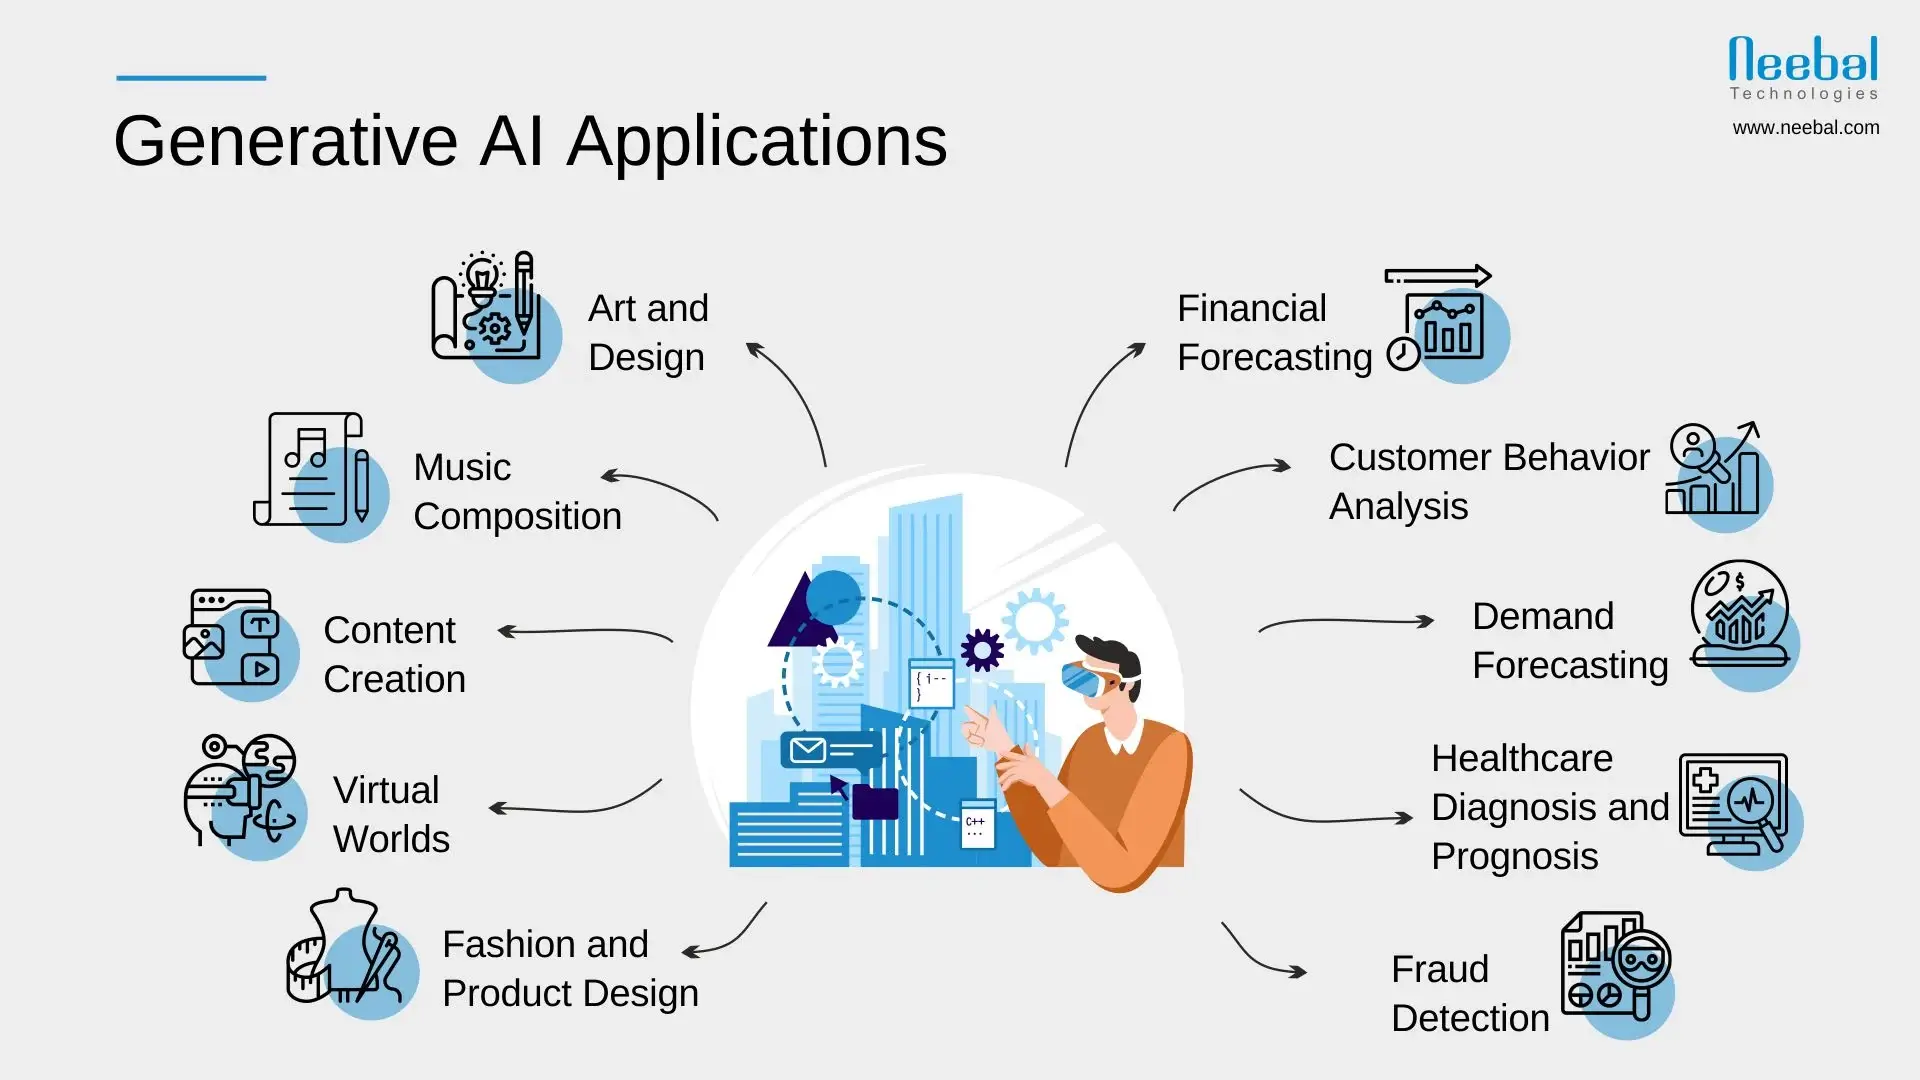 Neebal
Technologies
www.neebal.com
Generative AI Applications
Art and
Design
Music
Composition
Content
Creation
Virtual
Worlds
Fashion and
Product Design
Financial
Forecasting
Customer Behavior
Analysis
Demand
Forecasting
Healthcare
Diagnosis and
Prognosis
Fraud
Detection
{ i--
}
C++
...
T
$